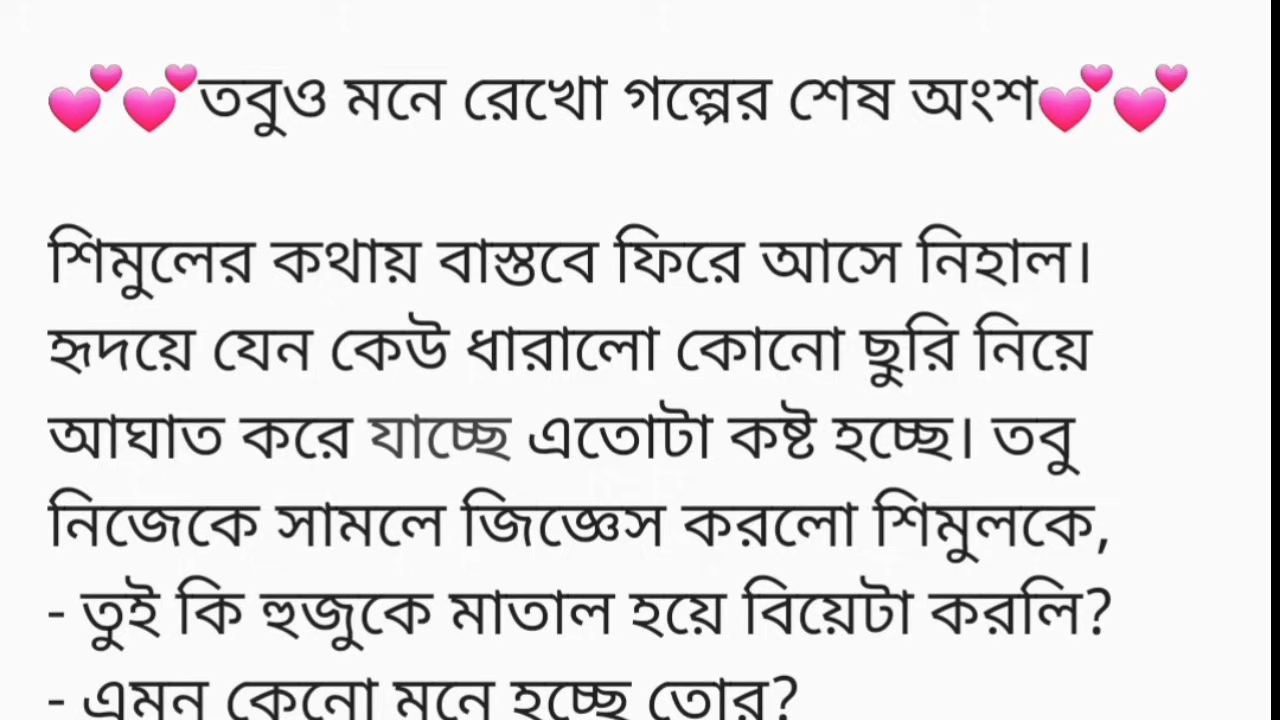 💕💕তবুও মনে রেখো গল্পের শেষ অংশ💕💕
শিমুলের কথায় বাস্তবে ফিরে আসে নিহাল।
হৃদয়ে যেন কেউ ধারালো কোনো ছুরি নিয়ে
আঘাত করে যাচ্ছে এতোটা কষ্ট হচ্ছে। তবু
নিজেকে সামলে জিজ্ঞেস করলো শিমুলকে,
- তুই কি হুজুকে মাতাল হয়ে বিয়েটা করলি?
- এমন কেনো মনে হচ্ছে তোর?